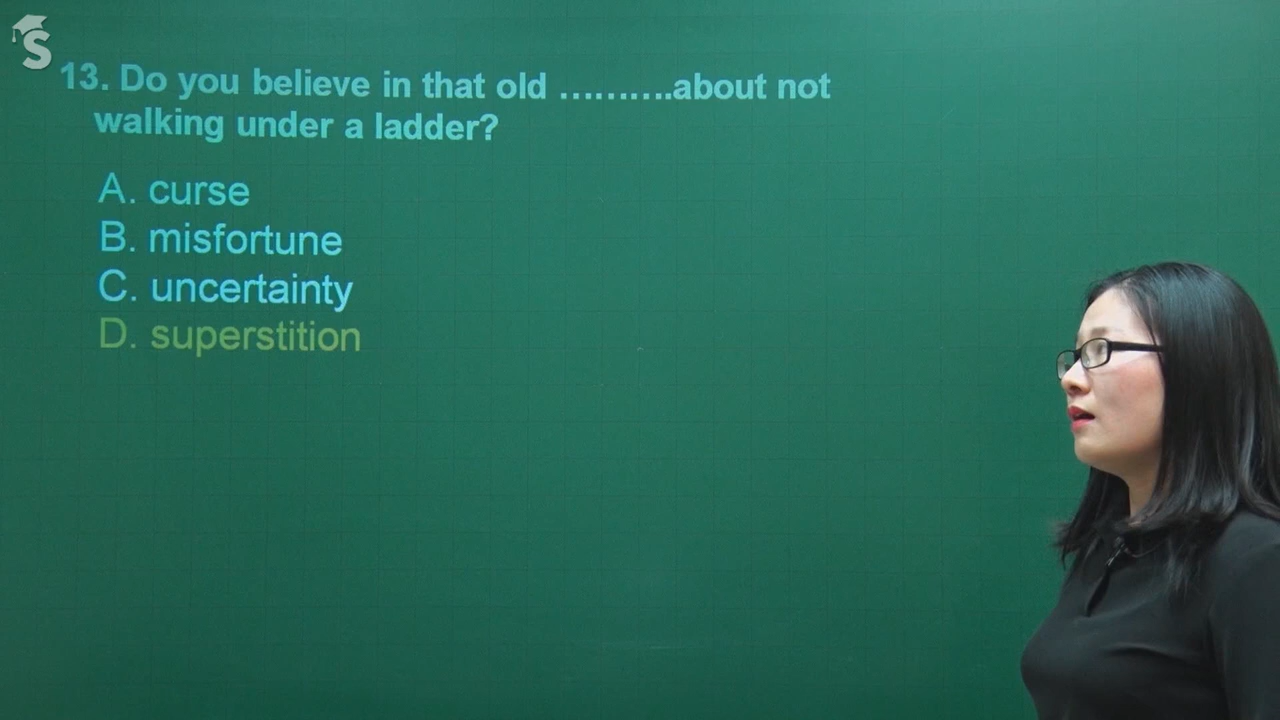 S
13. Do you believe in that old ……….about not
walking under a ladder?
A. curse
B. misfortune
C. uncertainty
D. superstition